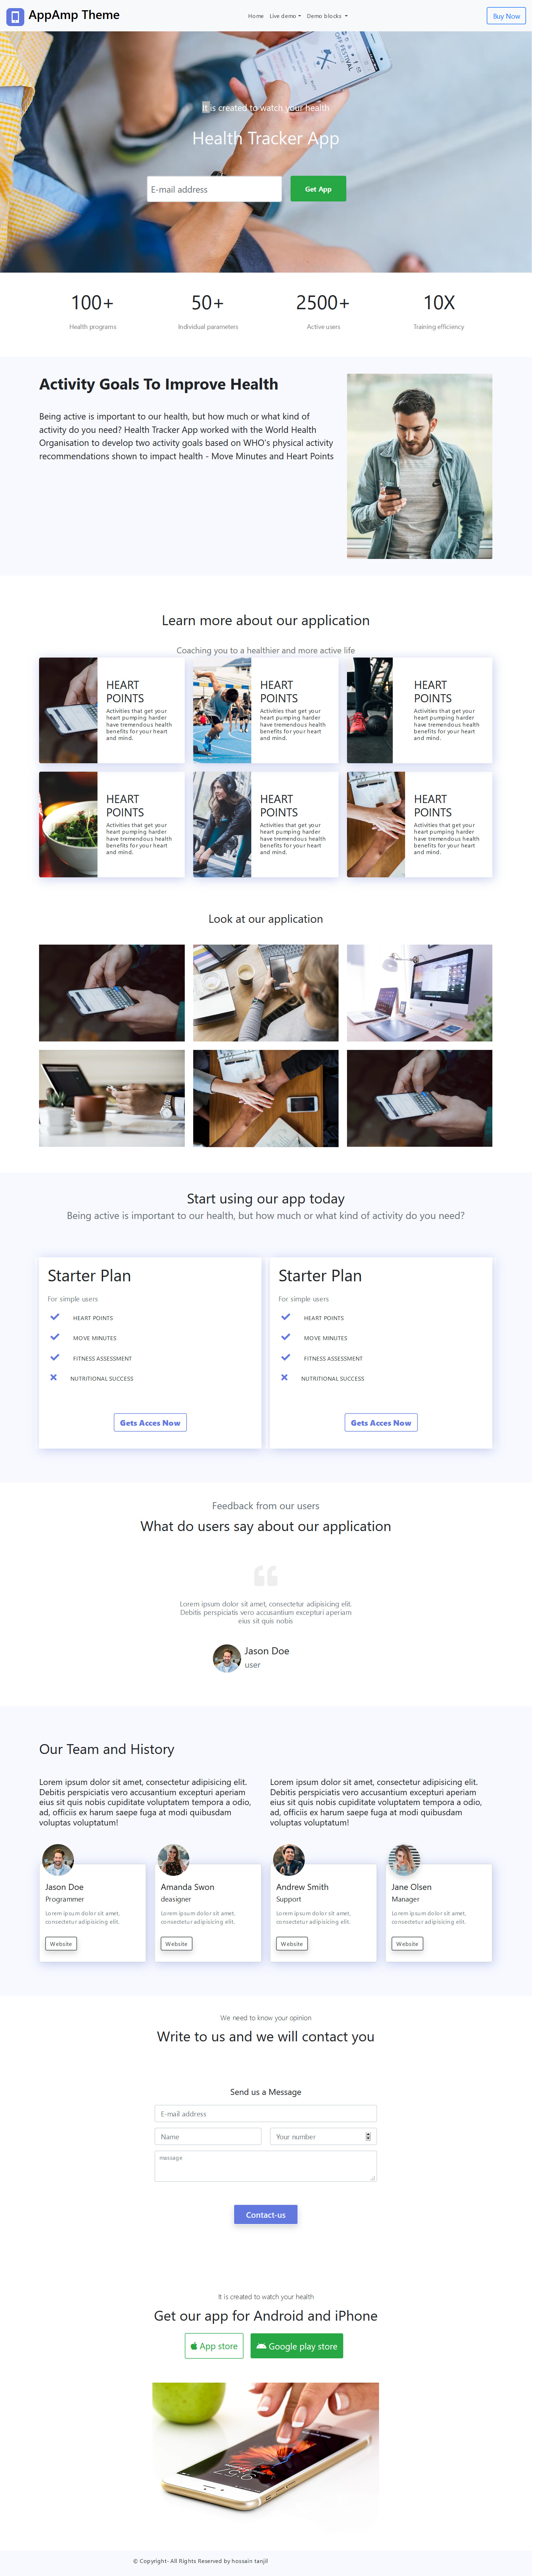 AppAmp Theme
Home Live demo Demo blocks
Buy Now
It is created to watch your health
Health Tracker App
E-mail address
Get App
100+
50+
2500+
10X
Health programs
Individual parameters
Active users
Training efficiency
Activity Goals To Improve Health
Being active is important to our health, but how much or what kind of
activity do you need? Health Tracker App worked with the World Health
Organisation to develop two activity goals based on WHO's physical activity
recommendations shown to impact health - Move Minutes and Heart Points
Learn more about our application
Coaching you to a healthier and more active life
HEART
POINTS
Activities that get your
heart pumping harder
have tremendous health
benefits for your heart
and mind.
HEART
POINTS
Activities that get your
heart pumping harder
have tremendous health
benefits for your heart
and mind.
HEART
POINTS
Activities that get your
heart pumping harder
have tremendous health
benefits for your heart
and mind.
HEART
POINTS
Activities that get your
heart pumping harder
have tremendous health
benefits for your heart
and mind.
HEART
POINTS
Activities that get your
heart pumping harder
have tremendous health
benefits for your heart
and mind.
HEART
POINTS
Activities that get your
heart pumping harder
have tremendous health
benefits for your heart
and mind.
Look at our application
Start using our app today
Being active is important to our health, but how much or what kind of activity do you need?
Starter Plan
For simple users
HEART POINTS
MOVE MINUTES
FITNESS ASSESSMENT
NUTRITIONAL SUCCESS
Gets Acces Now
Starter Plan
For simple users
HEART POINTS
MOVE MINUTES
FITNESS ASSESSMENT
NUTRITIONAL SUCCESS
Gets Acces Now
Feedback from our users
What do users say about our application
Lorem ipsum dolor sit amet, consectetur adipisicing elit.
Debitis perspiciatis vero accusantium excepturi aperiam
eius sit quis nobis
Jason Doe
user
Our Team and History
Lorem ipsum dolor sit amet, consectetur adipisicing elit.
Debitis perspiciatis vero accusantium excepturi aperiam
eius sit quis nobis cupiditate voluptatem tempora a odio,
ad, officiis ex harum saepe fuga at modi quibusdam
voluptas voluptatum!
Lorem ipsum dolor sit amet, consectetur adipisicing elit.
Debitis perspiciatis vero accusantium excepturi aperiam
eius sit quis nobis cupiditate voluptatem tempora a odio,
ad, officiis ex harum saepe fuga at modi quibusdam
voluptas voluptatum!
Jason Doe
Programmer
Lorem ipsum dolor sit amet,
consectetur adipisicing elit.
Website
Amanda Swon
deasigner
Lorem ipsum dolor sit amet,
consectetur adipisicing elit.
Website
Andrew Smith
Support
Lorem ipsum dolor sit amet,
consectetur adipisicing elit.
Website
Jane Olsen
Manager
Lorem ipsum dolor sit amet,
consectetur adipisicing elit.
Website
We need to know your opinion
Write to us and we will contact you
Send us a Message
E-mail address
Name
Your number
massage
Contact-us
It is created to watch your health
Get our app for Android and iPhone
App store
Google play store
© Copyright- All Rights Reserved by hossain tanjil